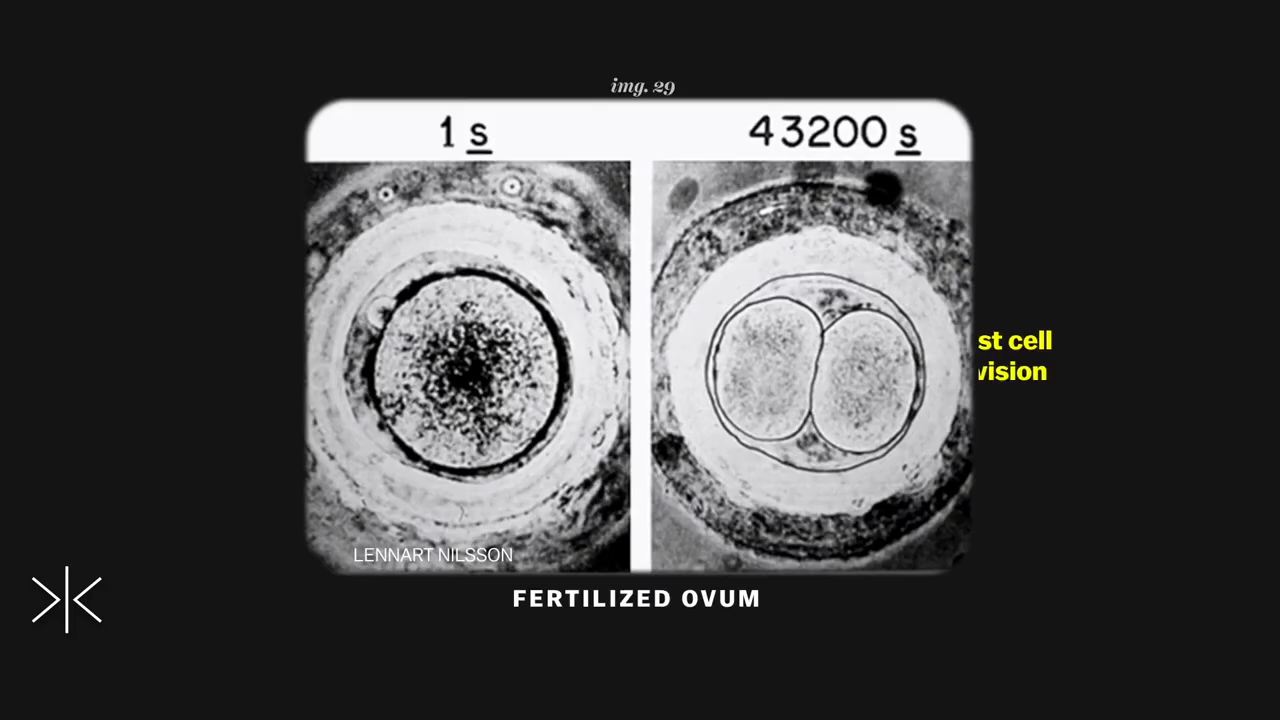 img. 29
1 s
43200 s
st cell
vision
LENNART NILSSON
FERTILIZED OVUM